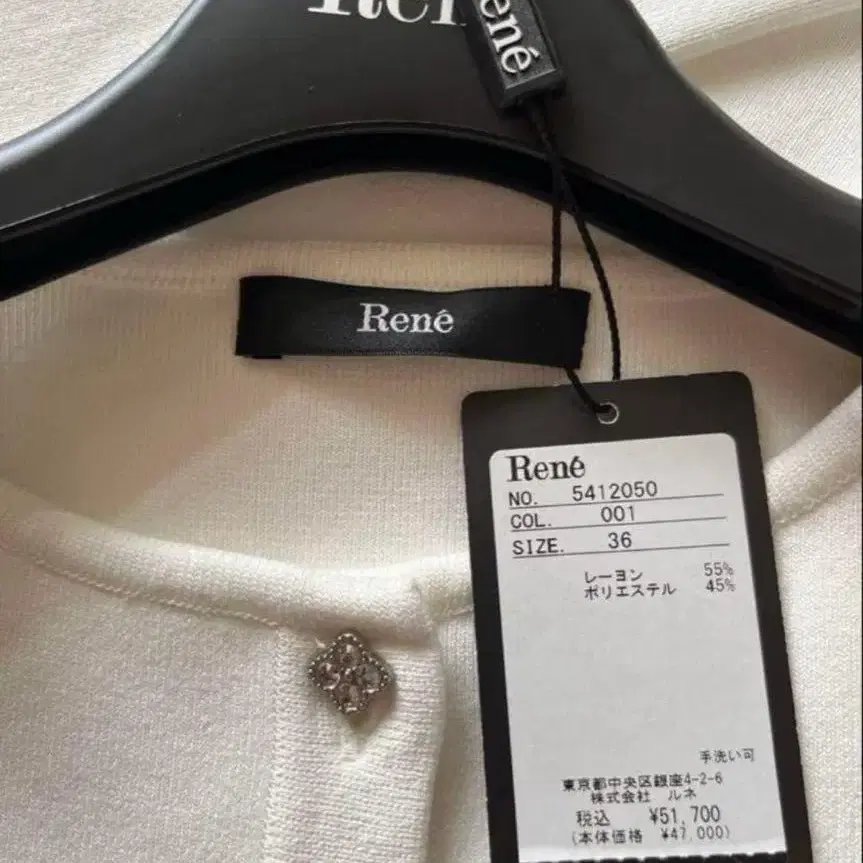 René
René
René
NO. 5412050
COL. 001
SIZE. 36
レーヨン 55%
ポリエステル 45%
手洗い可
東京都中央区銀座4-2-6
株式会社 ルネ
税込 ¥51,700
(本体価格 ¥47,000)